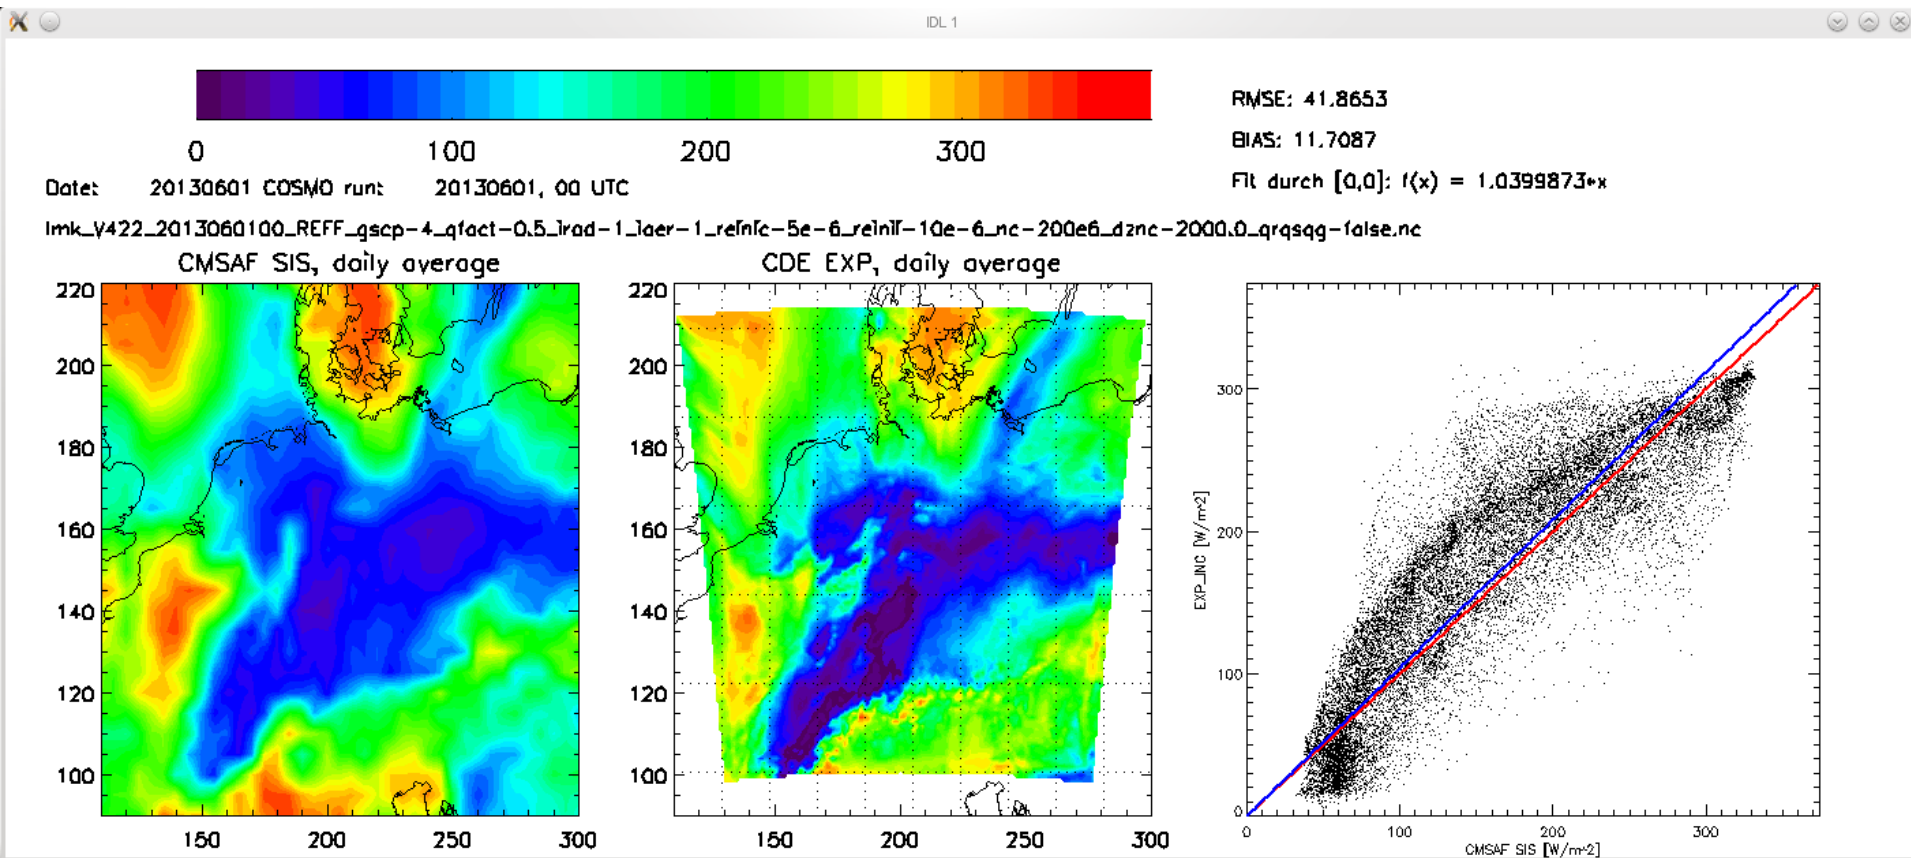 IDL 1
0 100 200 300
RMSE: 41.8653
BIAS: 11.7087
Fit durch [0,0]: f(x) = 1.0399873*x
Date: 20130601 COSMO run: 20130601, 00 UTC
lmk_V422_2013060100_REFF_gscp-4_qfact-0.5_irad-1_iaer-1_reinic-5e-6_reinif-10e-6_nc-200e6_dznc-2000.0_qrqsqg-false.nc
CMSAF SIS, daily average
220
200
180
160
140
120
100
150 200 250 300
CDE EXP, daily average
220
200
180
160
140
120
100
150 200 250 300
EXP_INC [W/m^2]
300
200
100
0
0 100 200 300
CMSAF SIS [W/m^2]